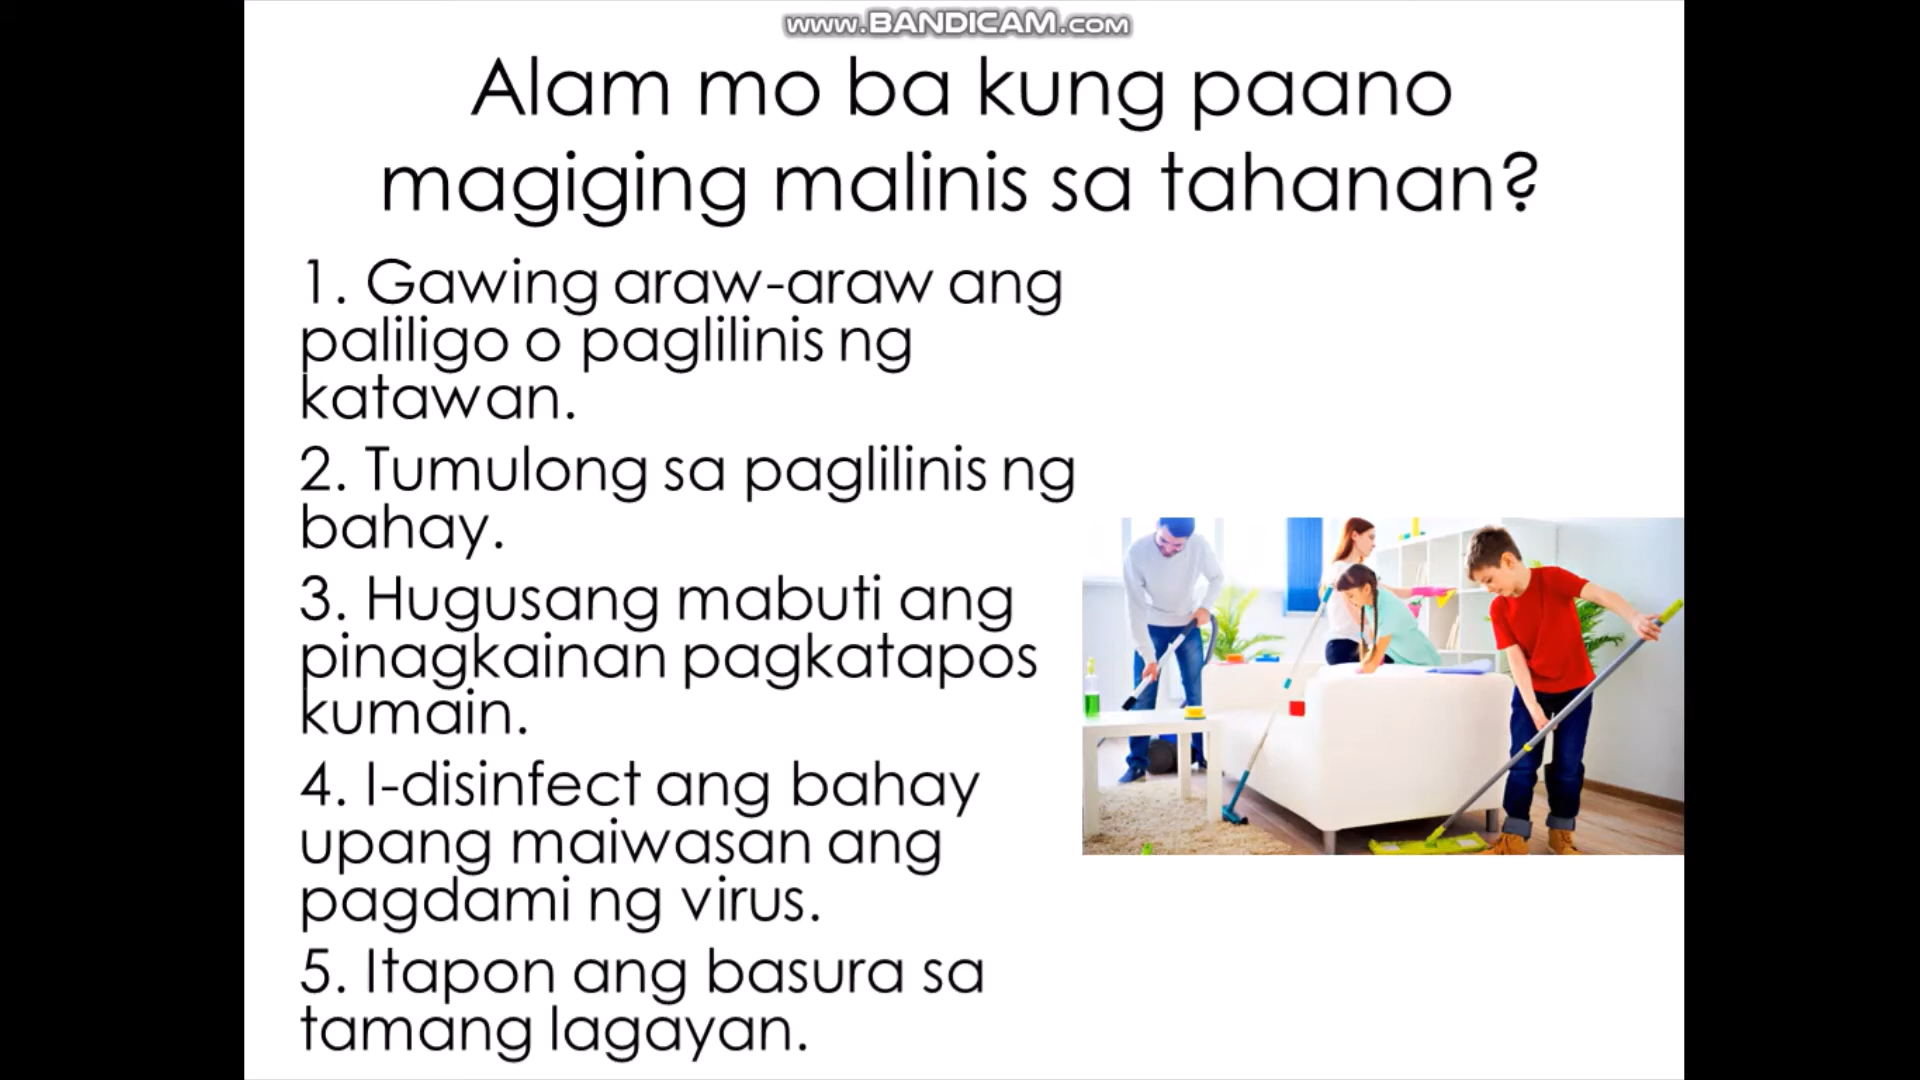 www.BANDICAM.com
Alam mo ba kung paano
magiging malinis sa tahanan?
1. Gawing araw-araw ang
paliligo o paglilinis ng
katawan.
2. Tumulong sa paglilinis ng
bahay.
3. Hugusang mabuti ang
pinagkainan pagkatapos
kumain.
4. I-disinfect ang bahay
upang maiwasan ang
pagdami ng virus.
5. Itapon ang basura sa
tamang lagayan.